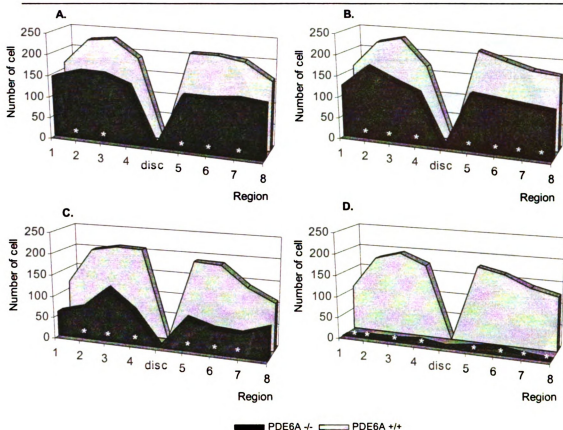 A.
B.
Number of cell
250
200
150
100
50
0
1 2 3 4 disc 5 6 7 8
Region
* * * * *
Number of cell
250
200
150
100
50
0
1 2 3 4 disc 5 6 7 8
Region
* * * * * * *
C.
D.
Number of cell
250
200
150
100
50
0
1 2 3 4 disc 5 6 7 8
Region
* * * * * *
Number of cell
250
200
150
100
50
0
1 2 3 4 disc 5 6 7 8
Region
* * * * * * * *
PDE6A -/- PDE6A +/+